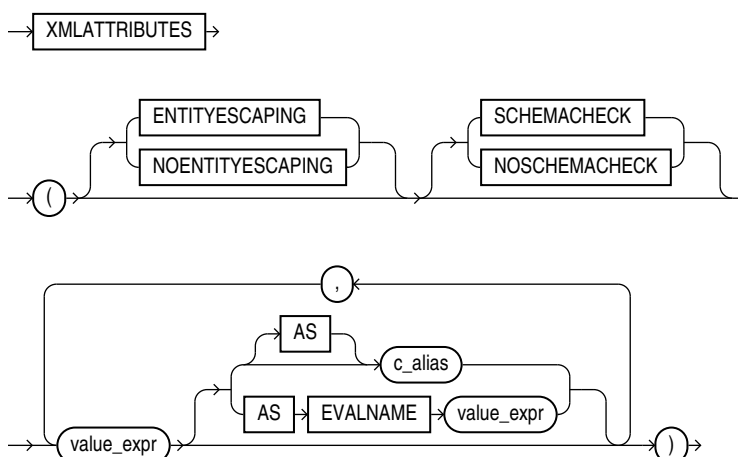 XMLATTRIBUTES
ENTITYESCAPING SCHEMACHECK
NOENTITYESCAPING NOSCHEMACHECK
(
,
AS
c_alias
AS EVALNAME value_expr
value_expr )